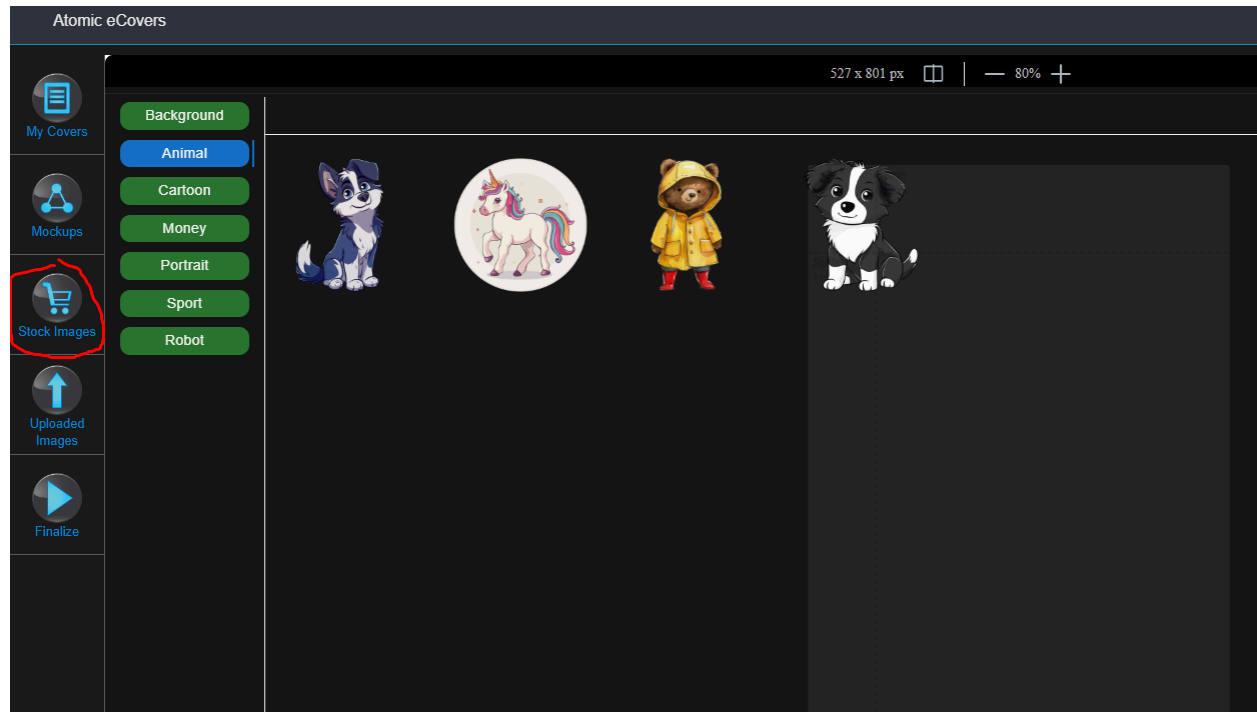 Atomic eCovers
527 x 801 px
80%
My Covers
Mockups
Stock Images
Uploaded
Images
Finalize
Background
Animal
Cartoon
Money
Portrait
Sport
Robot